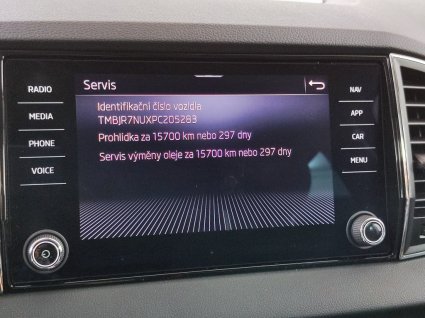 Servis
RADIO
MEDIA
PHONE
VOICE
Identifikační číslo vozidla
TMBJR7NUXPC205283
Prohlídka za 15700 km nebo 297 dny
Servis výměny oleje za 15700 km nebo 297 dny
NAV
APP
CAR
MENU